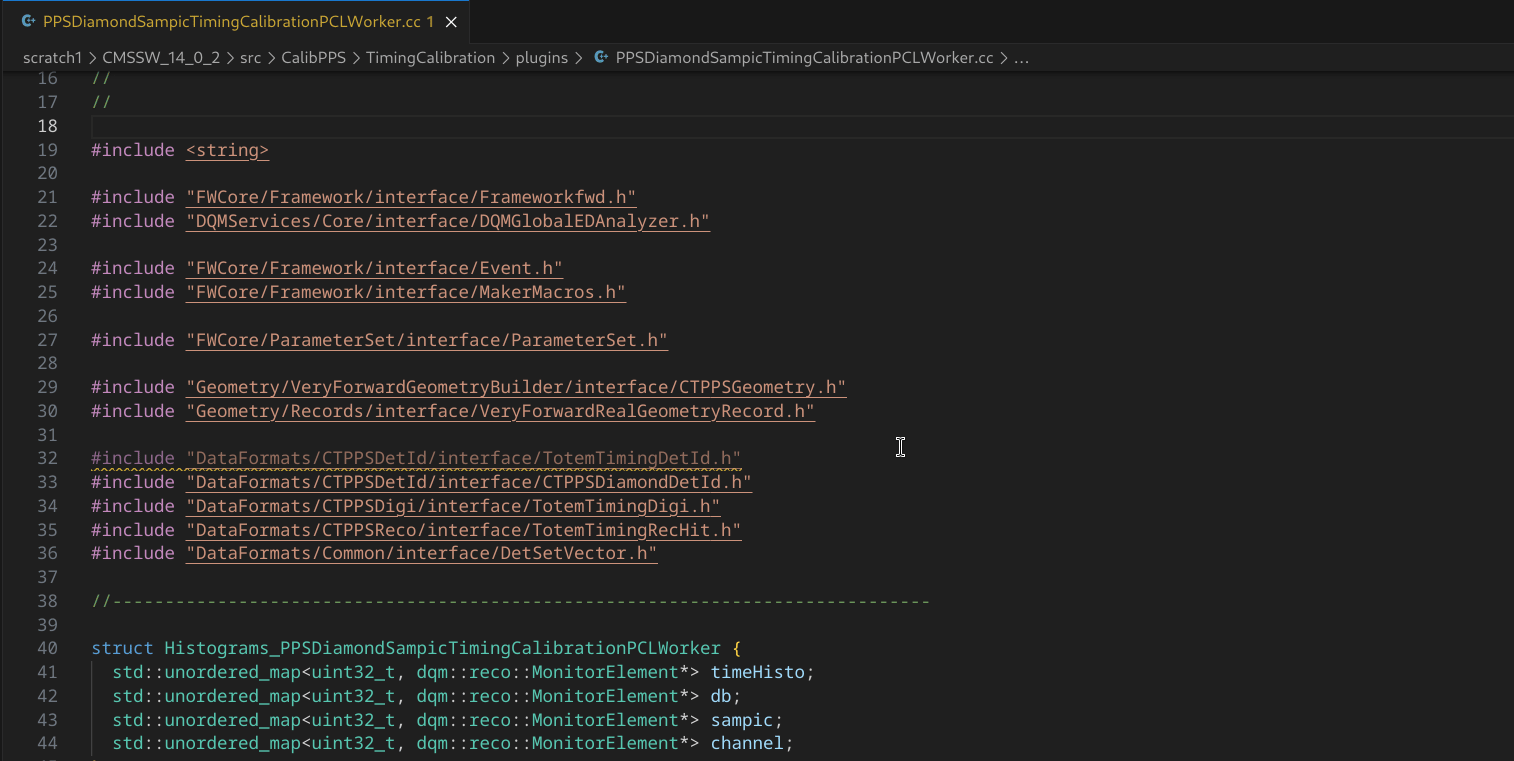 PPSDiamondSampicTimingCalibrationPCLWorker.cc 1
scratch1 > CMSSW_14_0_2 > src > CalibPPS > TimingCalibration > plugins > PPSDiamondSampicTimingCalibrationPCLWorker.cc > ...
16 //
17 //
18
19 #include <string>
20
21 #include "FWCore/Framework/interface/Frameworkfwd.h"
22 #include "DQMServices/Core/interface/DQMGlobalEDAnalyzer.h"
23
24 #include "FWCore/Framework/interface/Event.h"
25 #include "FWCore/Framework/interface/MakerMacros.h"
26
27 #include "FWCore/ParameterSet/interface/ParameterSet.h"
28
29 #include "Geometry/VeryForwardGeometryBuilder/interface/CTPPSGeometry.h"
30 #include "Geometry/Records/interface/VeryForwardRealGeometryRecord.h"
31
32 #include "DataFormats/CTPPSDetId/interface/TotemTimingDetId.h"
33 #include "DataFormats/CTPPSDetId/interface/CTPPSDiamondDetId.h"
34 #include "DataFormats/CTPPSDigi/interface/TotemTimingDigi.h"
35 #include "DataFormats/CTPPSReco/interface/TotemTimingRecHit.h"
36 #include "DataFormats/Common/interface/DetSetVector.h"
37
38 //------------------------------------------------------------------------------
39
40 struct Histograms_PPSDiamondSampicTimingCalibrationPCLWorker {
41   std::unordered_map<uint32_t, dqm::reco::MonitorElement*> timeHisto;
42   std::unordered_map<uint32_t, dqm::reco::MonitorElement*> db;
43   std::unordered_map<uint32_t, dqm::reco::MonitorElement*> sampic;
44   std::unordered_map<uint32_t, dqm::reco::MonitorElement*> channel;